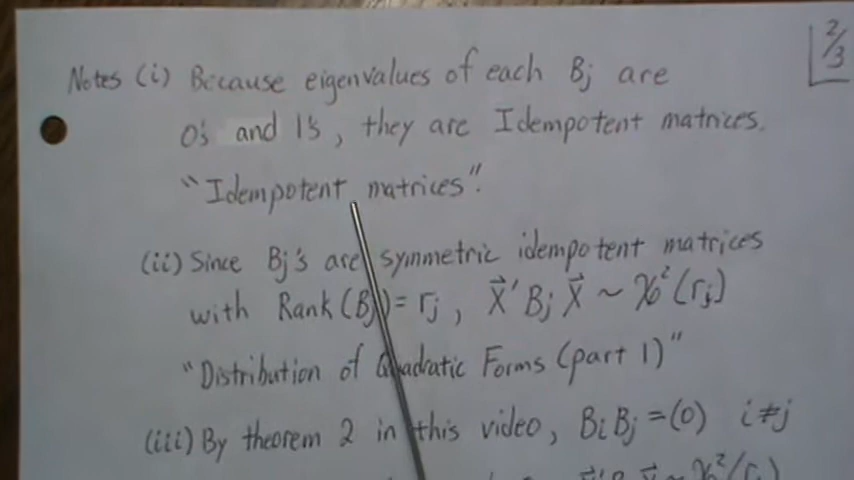 2/3
Notes (i) Because eigenvalues of each Bj are
0's and 1's, they are Idempotent matrices.
"Idempotent matrices".
(ii) Since Bj's are symmetric idempotent matrices
with Rank(Bj) = rj, X⃗' Bj X⃗ ~ χ²(rj)
"Distribution of Quadratic Forms (part 1)"
(iii) By theorem 2 in this video, BiBj = (0) i≠j